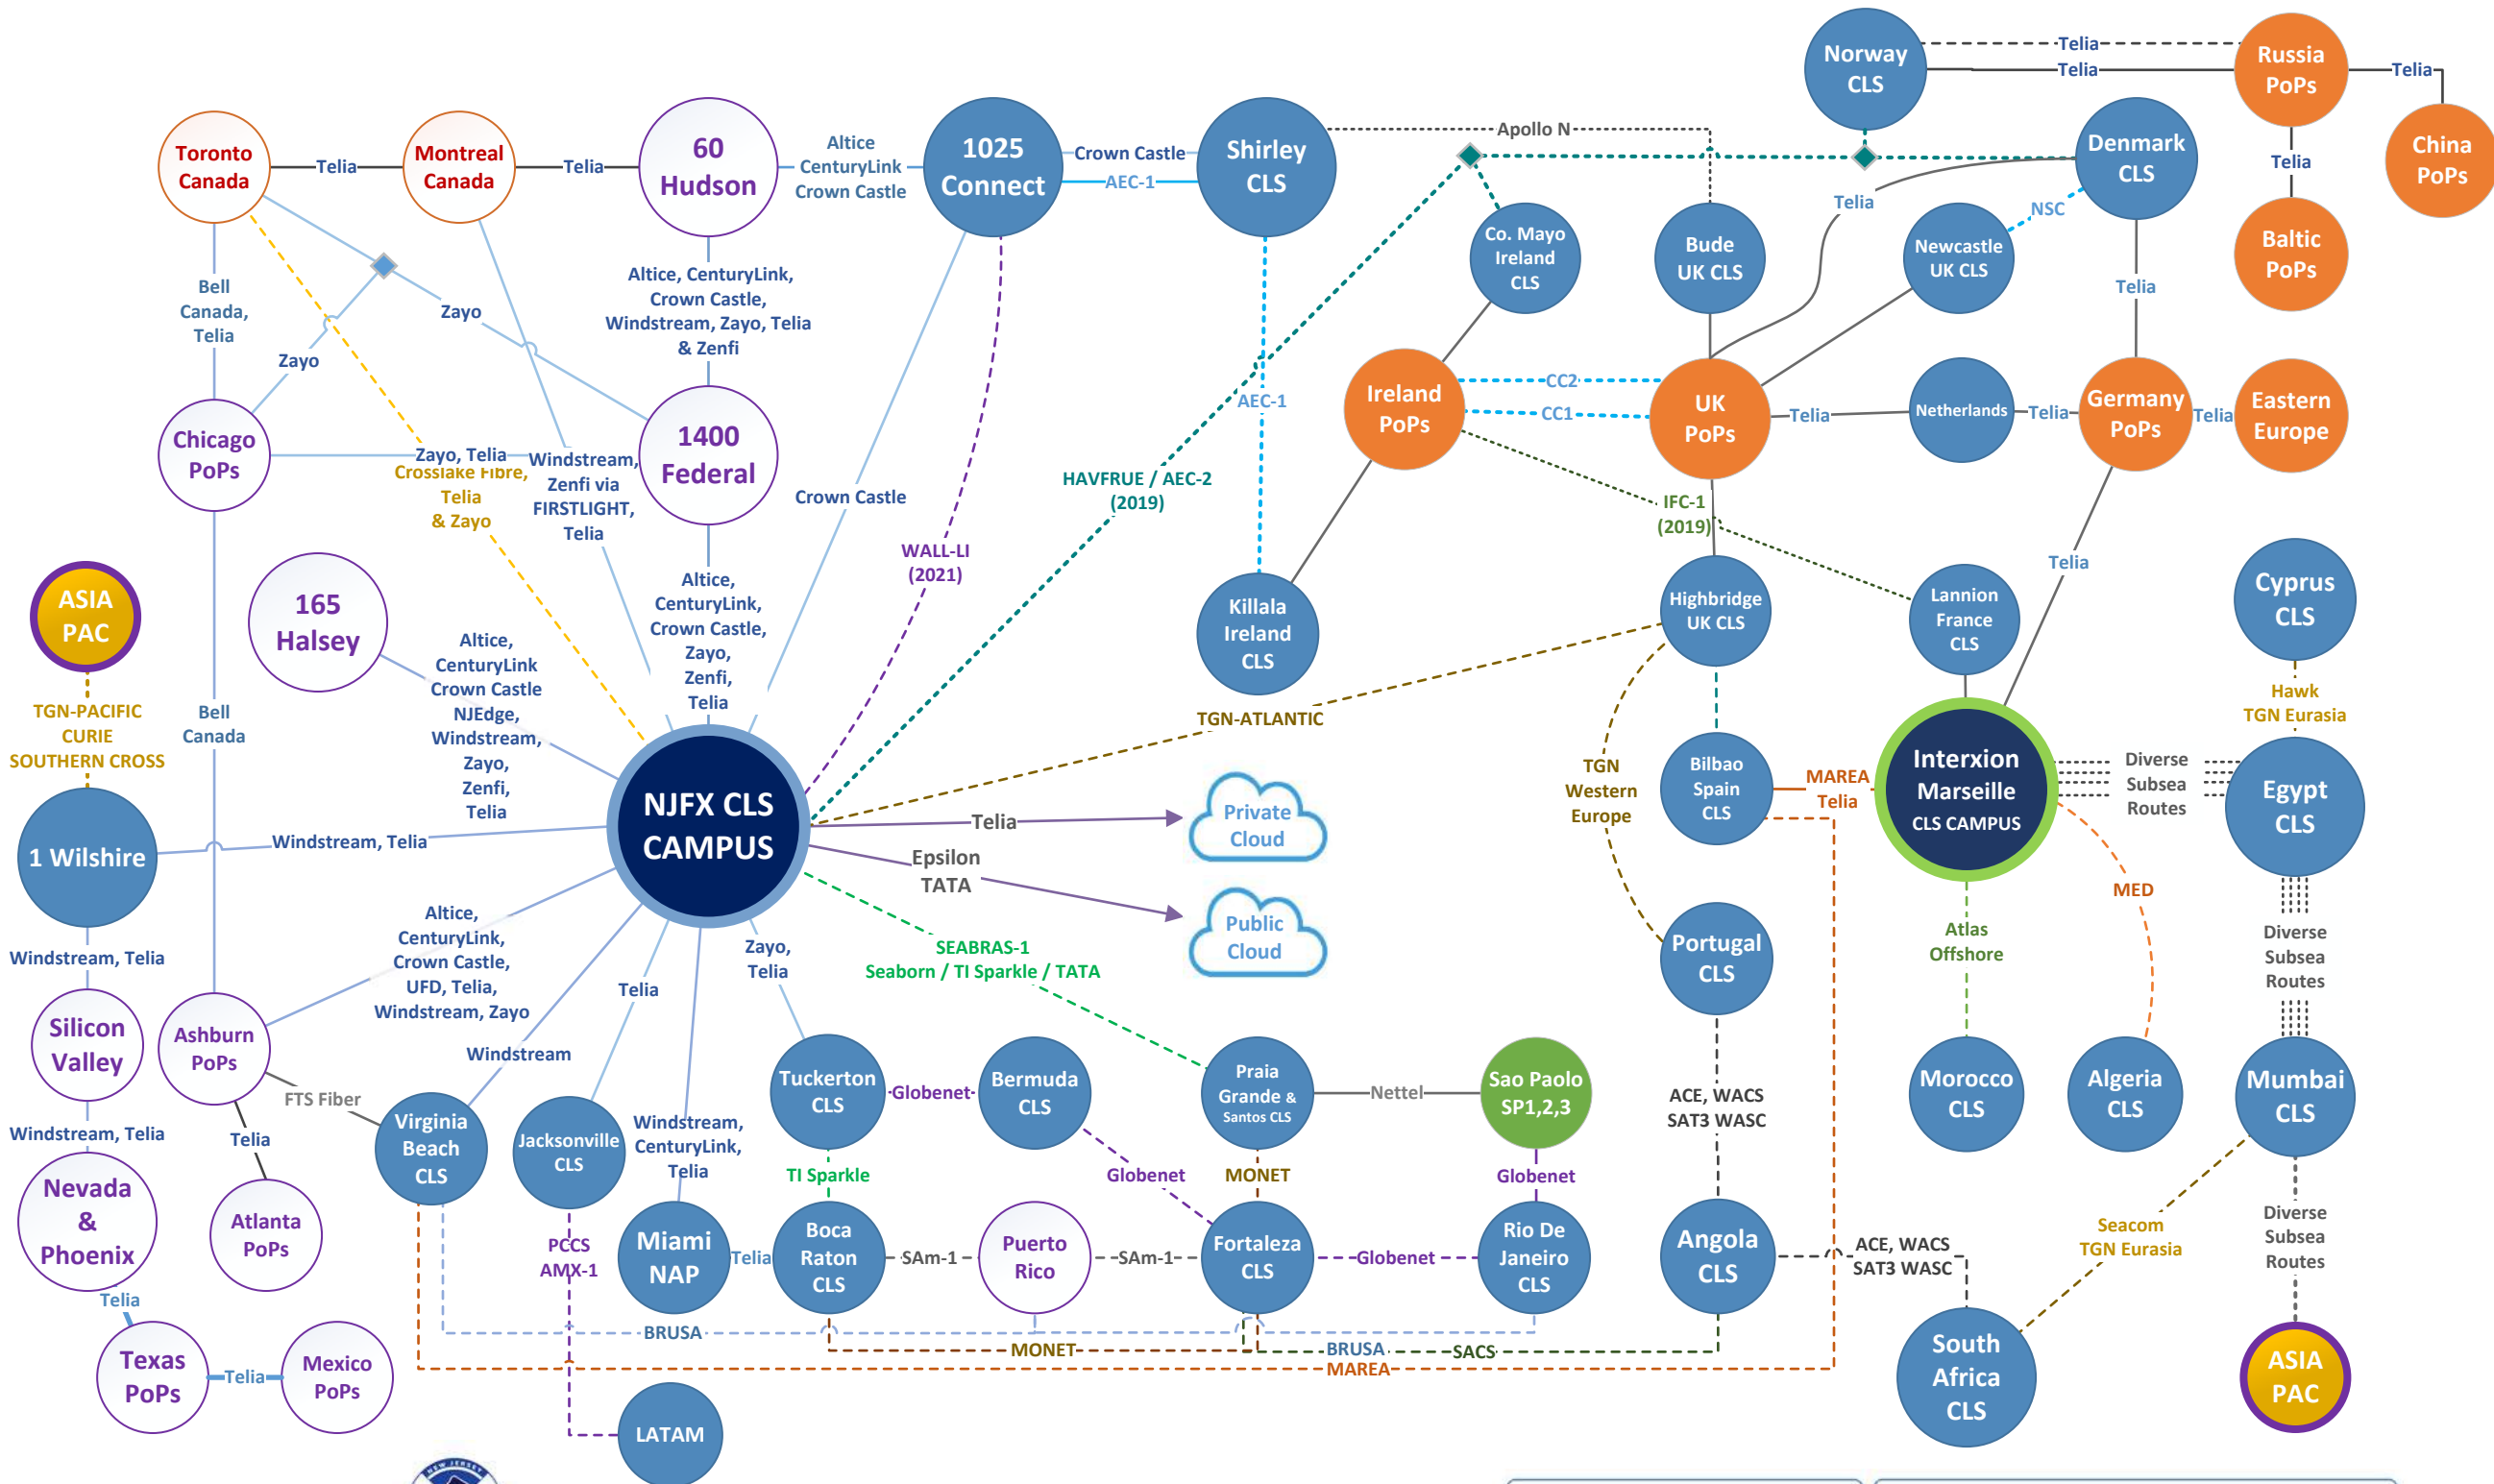 Norway
CLS
Telia
Telia
Russia
PoPs
Telia
China
PoPs
Telia
Baltic
PoPs
Toronto
Canada
Telia
Montreal
Canada
Telia
60
Hudson
Altice
CenturyLink
Crown Castle
1025
Connect
Crown Castle
AEC-1
Shirley
CLS
Apollo N
Denmark
CLS
Telia
NSC
Co. Mayo
Ireland
CLS
Bude
UK CLS
Newcastle
UK CLS
Telia
Bell
Canada,
Telia
Zayo
Zayo
Altice, CenturyLink,
Crown Castle,
Windstream, Zayo, Telia
& Zenfi
Chicago
PoPs
Zayo, Telia
Crosslake Fibre,
Telia
& Zayo
Windstream,
Zenfi via
FIRSTLIGHT,
Telia
1400
Federal
Crown Castle
HAVFRUE / AEC-2
(2019)
AEC-1
Ireland
PoPs
CC2
CC1
UK
PoPs
Telia
Netherlands
Telia
Germany
PoPs
Telia
Eastern
Europe
IFC-1
(2019)
WALL-LI
(2021)
Telia
ASIA
PAC
165
Halsey
Altice,
CenturyLink,
Crown Castle,
Zayo,
Zenfi,
Telia
Killala
Ireland
CLS
Highbridge
UK CLS
Lannion
France
CLS
Cyprus
CLS
TGN-PACIFIC
CURIE
SOUTHERN CROSS
Bell
Canada
Altice,
CenturyLink
Crown Castle
NJEdge,
Windstream,
Zayo,
Zenfi,
Telia
TGN-ATLANTIC
Hawk
TGN Eurasia
1 Wilshire
Windstream, Telia
NJFX CLS
CAMPUS
Telia
Private
Cloud
Epsilon
TATA
Public
Cloud
TGN
Western
Europe
Bilbao
Spain
CLS
MAREA
Telia
Interxion
Marseille
CLS CAMPUS
Diverse
Subsea
Routes
Egypt
CLS
MED
Atlas
Offshore
Diverse
Subsea
Routes
Windstream, Telia
Altice,
CenturyLink,
Crown Castle,
UFD, Telia,
Windstream, Zayo
Telia
Zayo,
Telia
SEABRAS-1
Seaborn / TI Sparkle / TATA
Portugal
CLS
Silicon
Valley
Ashburn
PoPs
Windstream
FTS Fiber
Tuckerton
CLS
Globenet
Bermuda
CLS
Praia
Grande &
Santos CLS
Nettel
Sao Paolo
SP1,2,3
ACE, WACS
SAT3 WASC
Morocco
CLS
Algeria
CLS
Mumbai
CLS
Windstream, Telia
Telia
Virginia
Beach
CLS
Jacksonville
CLS
Windstream,
CenturyLink,
Telia
TI Sparkle
Globenet
MONET
Globenet
Nevada
&
Phoenix
Atlanta
PoPs
PCCS
AMX-1
Miami
NAP
Telia
Boca
Raton
CLS
SAm-1
Puerto
Rico
SAm-1
Fortaleza
CLS
Globenet
Rio De
Janeiro
CLS
Angola
CLS
ACE, WACS
SAT3 WASC
Seacom
TGN Eurasia
Diverse
Subsea
Routes
Telia
BRUSA
MONET
BRUSA
SACS
MAREA
Texas
PoPs
Telia
Mexico
PoPs
LATAM
South
Africa
CLS
ASIA
PAC
NEW JERSEY